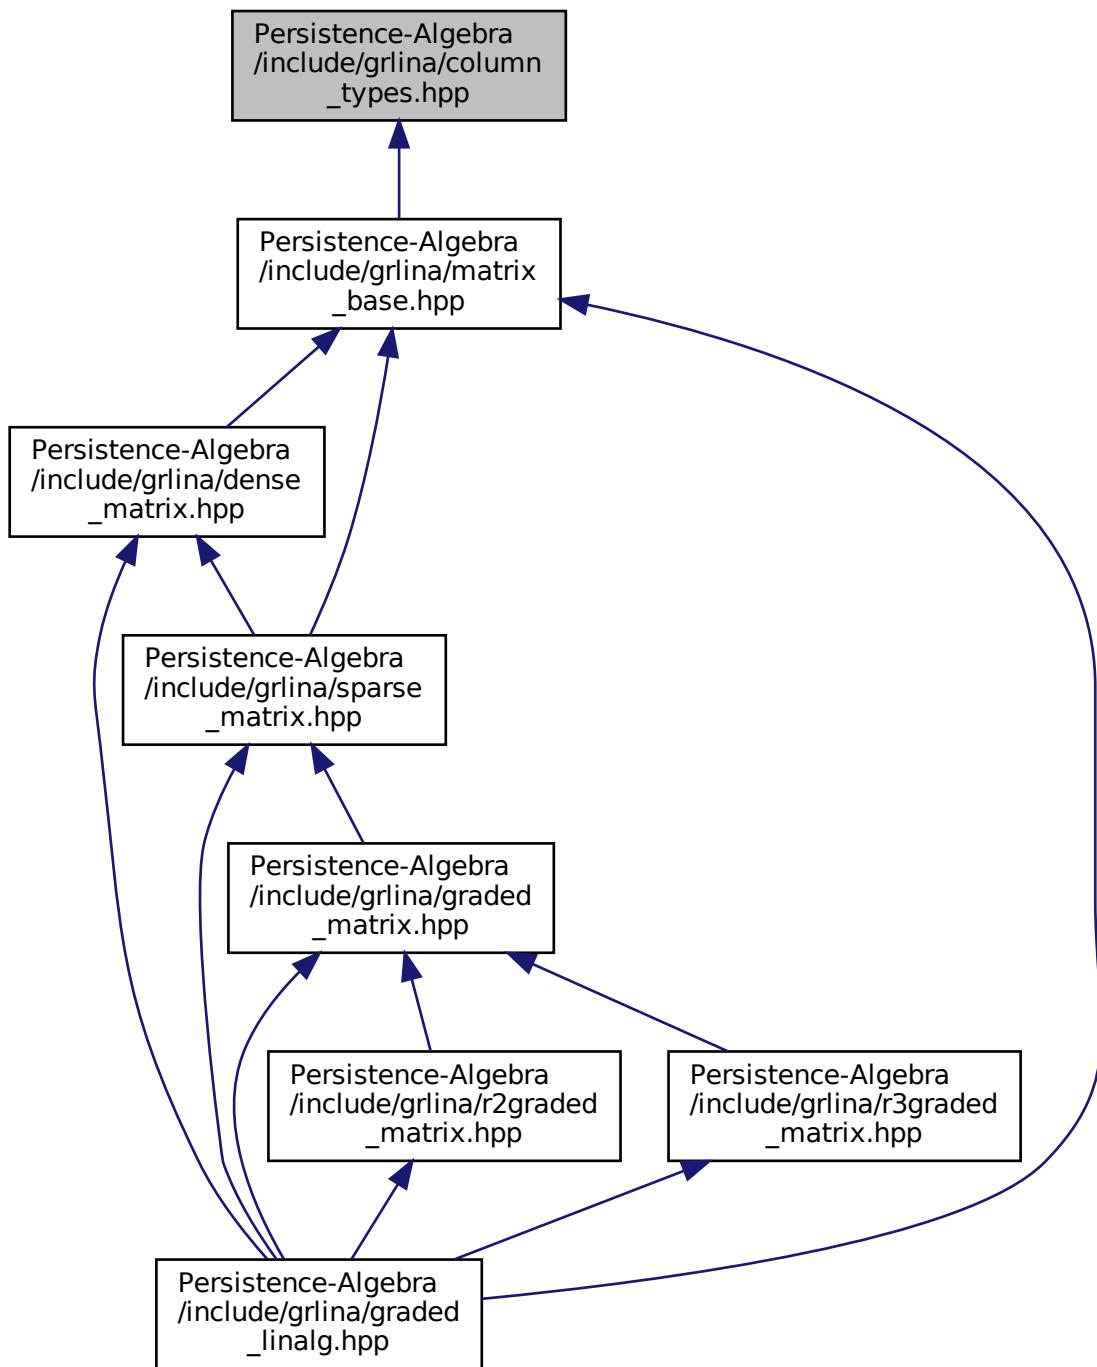 Persistence-Algebra
/include/grlina/column
_types.hpp
Persistence-Algebra
/include/grlina/matrix
_base.hpp
Persistence-Algebra
/include/grlina/dense
_matrix.hpp
Persistence-Algebra
/include/grlina/sparse
_matrix.hpp
Persistence-Algebra
/include/grlina/graded
_matrix.hpp
Persistence-Algebra
/include/grlina/r2graded
_matrix.hpp
Persistence-Algebra
/include/grlina/r3graded
_matrix.hpp
Persistence-Algebra
/include/grlina/graded
_linalg.hpp